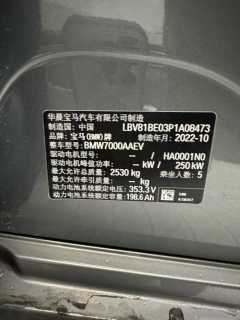 华晨宝马汽车有限公司制造
制造国：中国 LBV81BE03P1A08473
品牌：宝马(BMW)牌 制造年月：2022-10
整车型号：BMW7000AAEV
驱动电机型号： --/ HA0001N0
驱动电机峰值功率： -- kW/ 250 kW
最大允许总质量：2530 kg 乘坐人数：5
最大允许牵引质量： -- kg
动力电池系统额定电压：353.3 V
动力电池系统额定容量：198.6 Ah